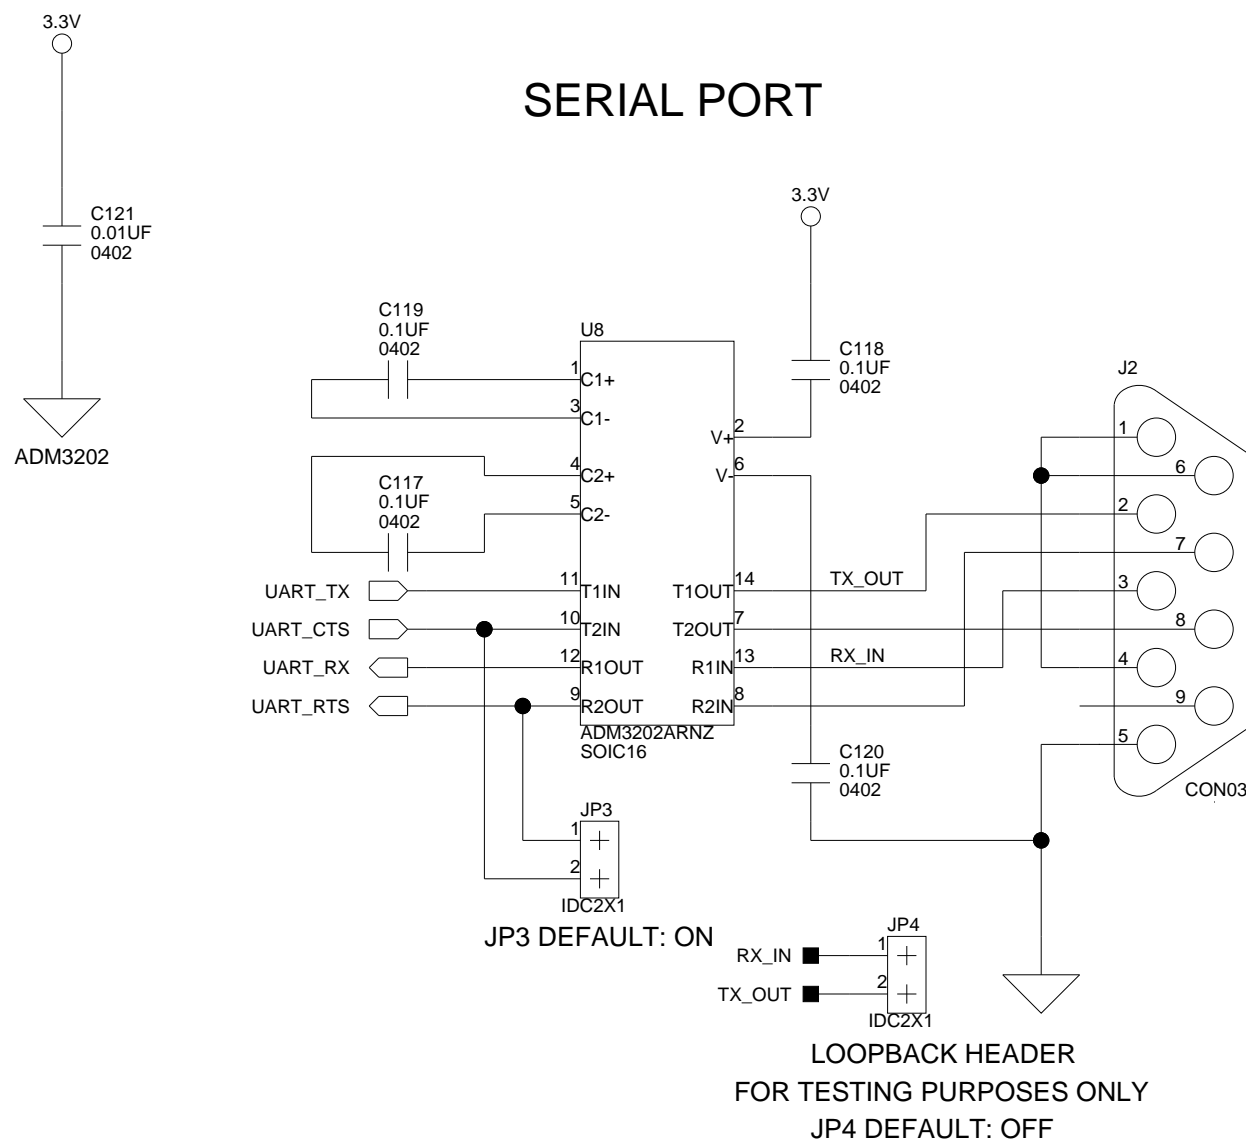 3.3V
SERIAL PORT
3.3V
C121
0.01UF
0402
ADM3202
C119
0.1UF
0402
U8
C118
0.1UF
0402
J2
1
C1+
3
C1-
2
V+
4
C2+
6
V-
C117
0.1UF
0402
5
C2-
1
6
2
7
3
8
4
9
5
UART_TX
11
T1IN
T1OUT
14
TX_OUT
UART_CTS
10
T2IN
T2OUT
7
UART_RX
12
R1OUT
R1IN
13
RX_IN
UART_RTS
9
R2OUT
R2IN
8
ADM3202ARNZ
SOIC16
C120
0.1UF
0402
CON03
JP3
1
2
IDC2X1
JP3 DEFAULT: ON
JP4
RX_IN
1
TX_OUT
2
IDC2X1
LOOPBACK HEADER
FOR TESTING PURPOSES ONLY
JP4 DEFAULT: OFF